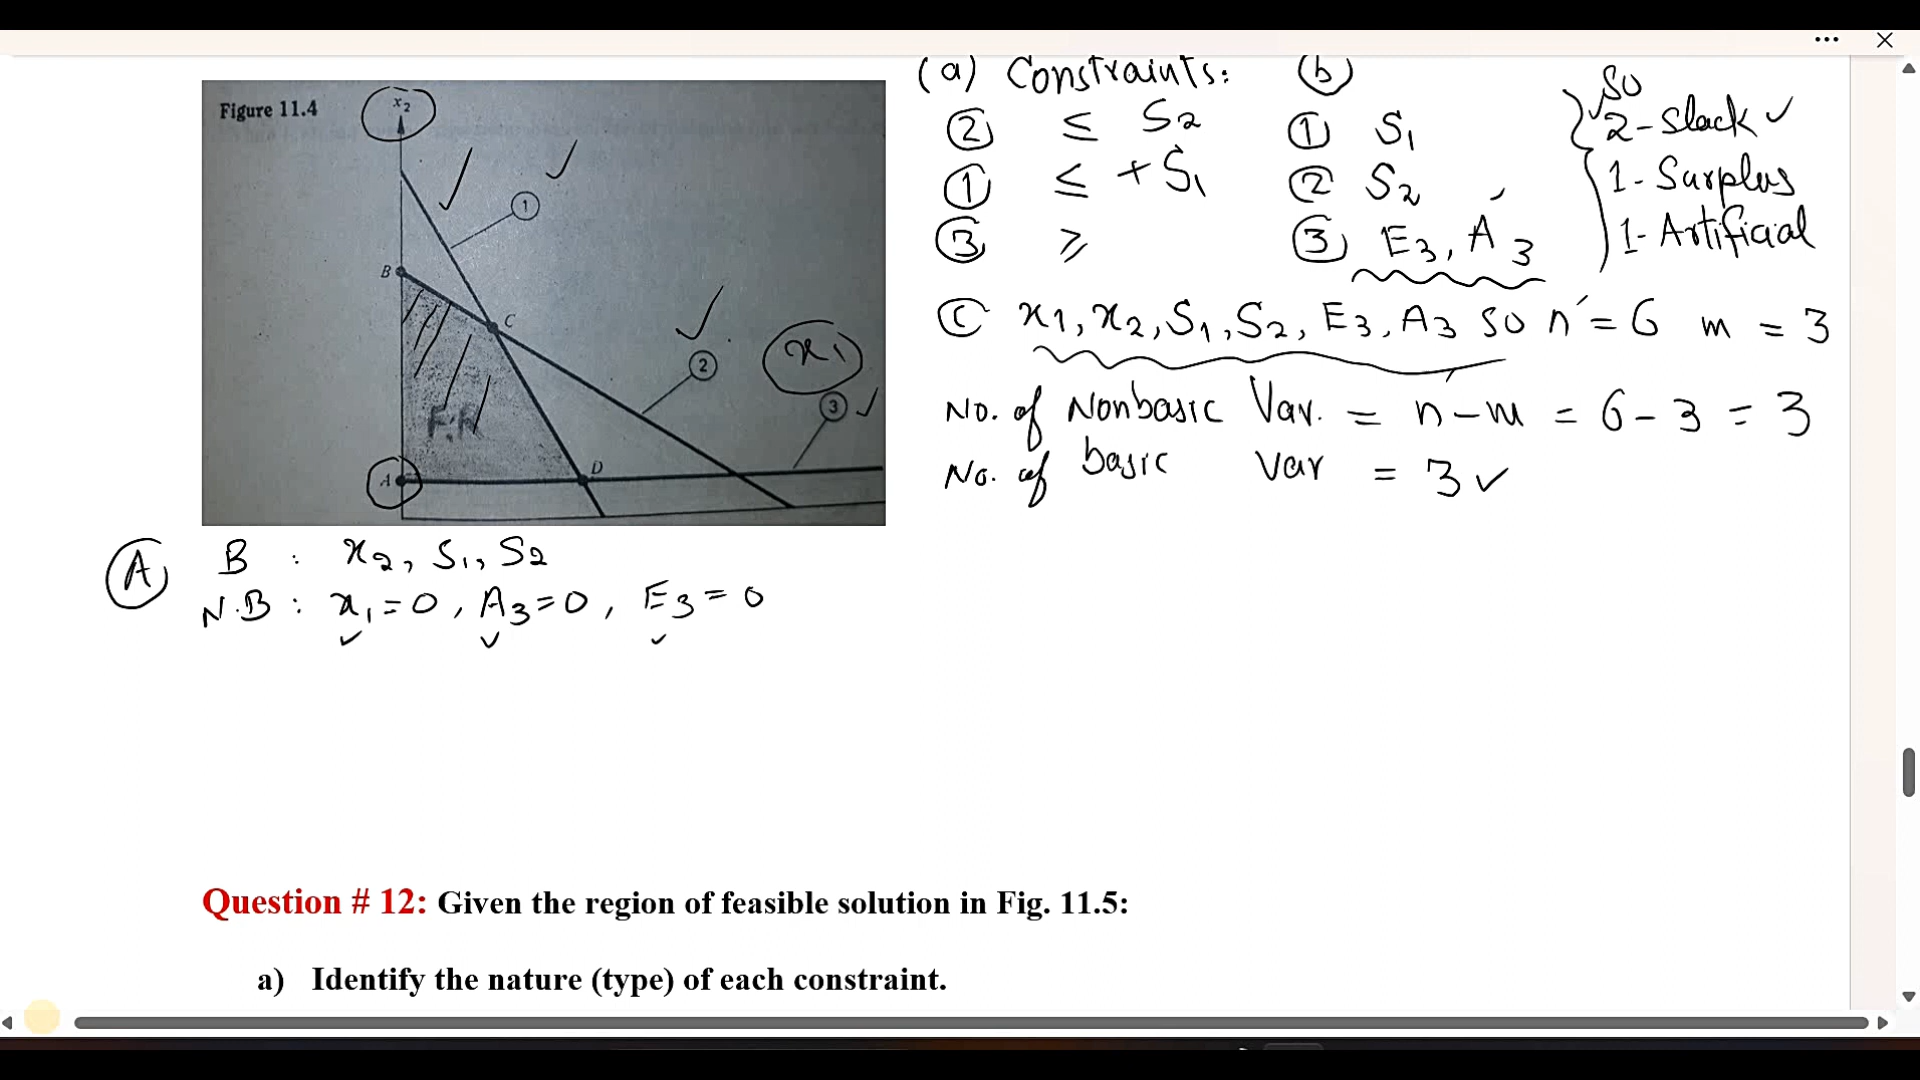 Figure 11.4
x2
1
B
C
2
x1
3
F.R
D
A
(a) Constraints: (b)
② ≤ S2 ① S1
① ≤ + S1 ② S2
③ ≥ ③ E3, A3
So
2-Slack ✓
1-Surplus
1-Artificial
Ⓒ x1, x2, S1, S2, E3, A3 so n = 6 m = 3
No. of Nonbasic Var. = n - m = 6 - 3 = 3
No. of basic Var = 3 ✓
Ⓐ B : x2, S1, S2
N.B : x1 = 0, A3 = 0, E3 = 0
Question # 12: Given the region of feasible solution in Fig. 11.5:
a) Identify the nature (type) of each constraint.